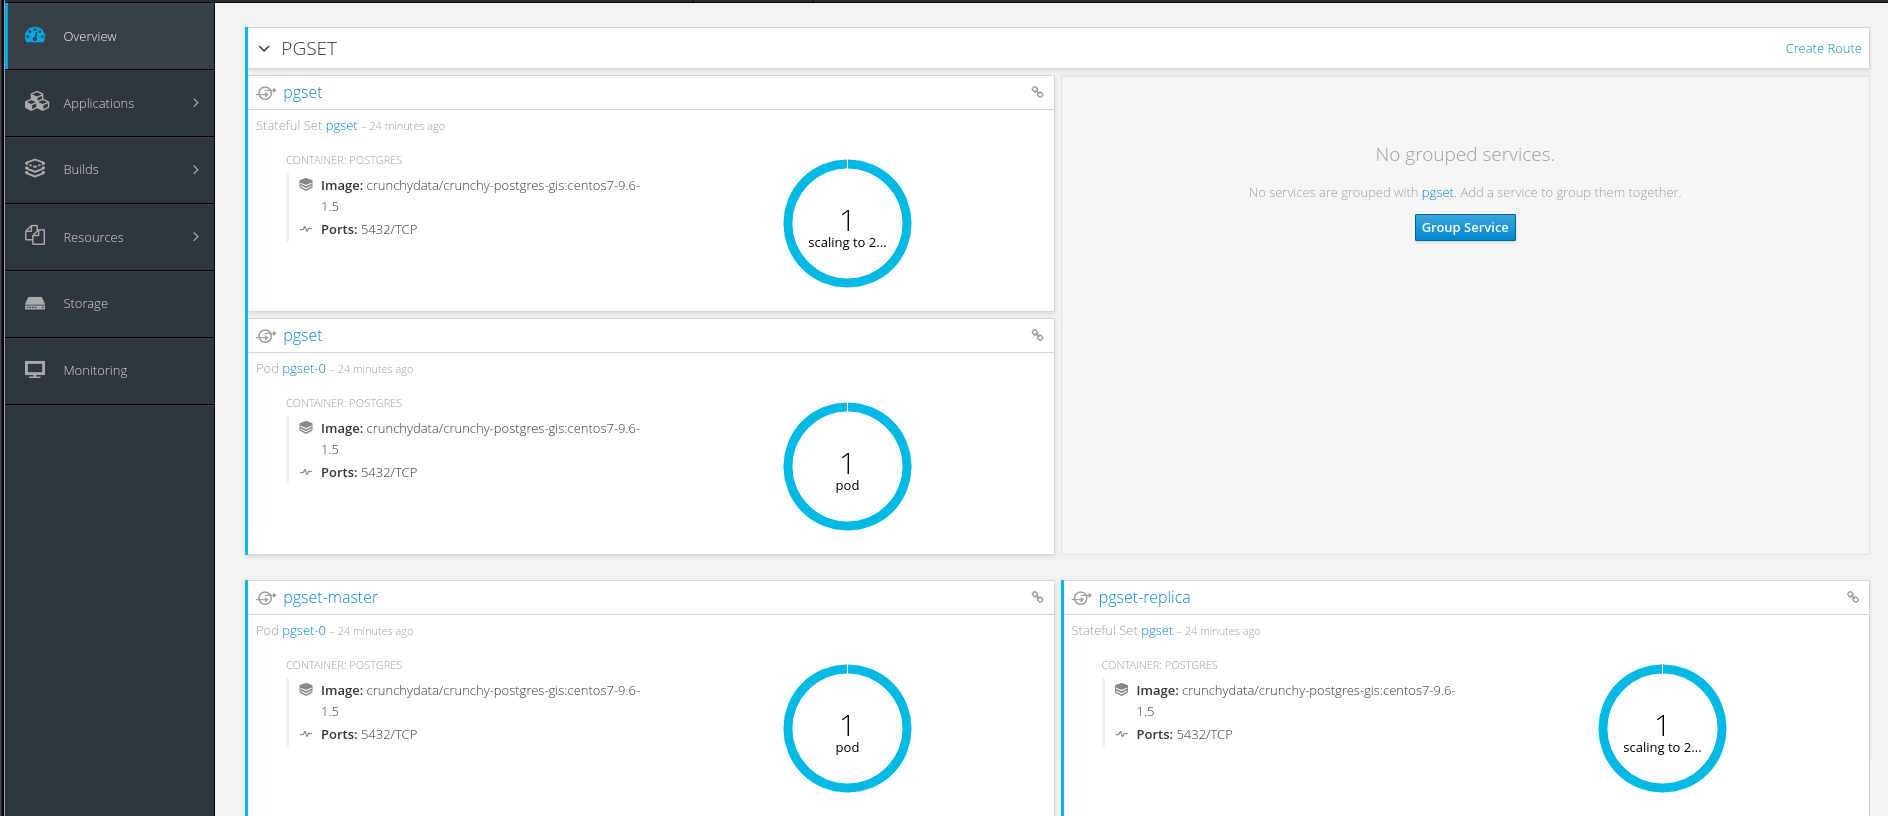 Overview
Applications
Builds
Resources
Storage
Monitoring
PGSET
Create Route
pgset
Stateful Set pgset – 24 minutes ago
CONTAINER: POSTGRES
Image: crunchydata/crunchy-postgres-gis:centos7-9.6-
1.5
Ports: 5432/TCP
1
scaling to 2...
No grouped services.
No services are grouped with pgset. Add a service to group them together.
Group Service
pgset
Pod pgset-0 – 24 minutes ago
CONTAINER: POSTGRES
Image: crunchydata/crunchy-postgres-gis:centos7-9.6-
1.5
Ports: 5432/TCP
1
pod
pgset-master
Pod pgset-0 – 24 minutes ago
CONTAINER: POSTGRES
Image: crunchydata/crunchy-postgres-gis:centos7-9.6-
1.5
Ports: 5432/TCP
1
pod
pgset-replica
Stateful Set pgset – 24 minutes ago
CONTAINER: POSTGRES
Image: crunchydata/crunchy-postgres-gis:centos7-9.6-
1.5
Ports: 5432/TCP
1
scaling to 2...